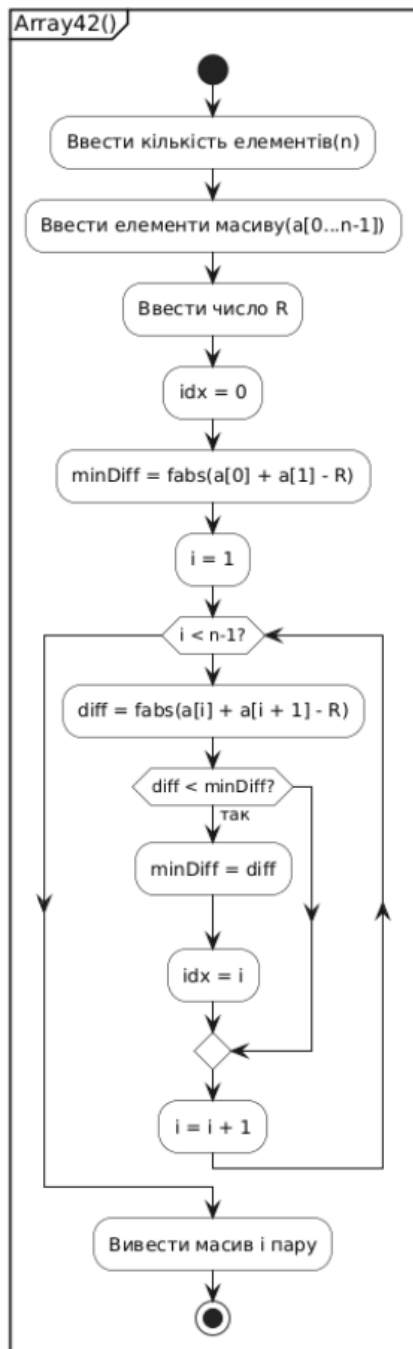 Array42()
Ввести кількість елементів(n)
Ввести елементи масиву(a[0...n-1])
Ввести число R
idx = 0
minDiff = fabs(a[0] + a[1] - R)
i = 1
i < n-1?
diff = fabs(a[i] + a[i + 1] - R)
diff < minDiff?
так
minDiff = diff
idx = i
i = i + 1
Вивести масив і пару